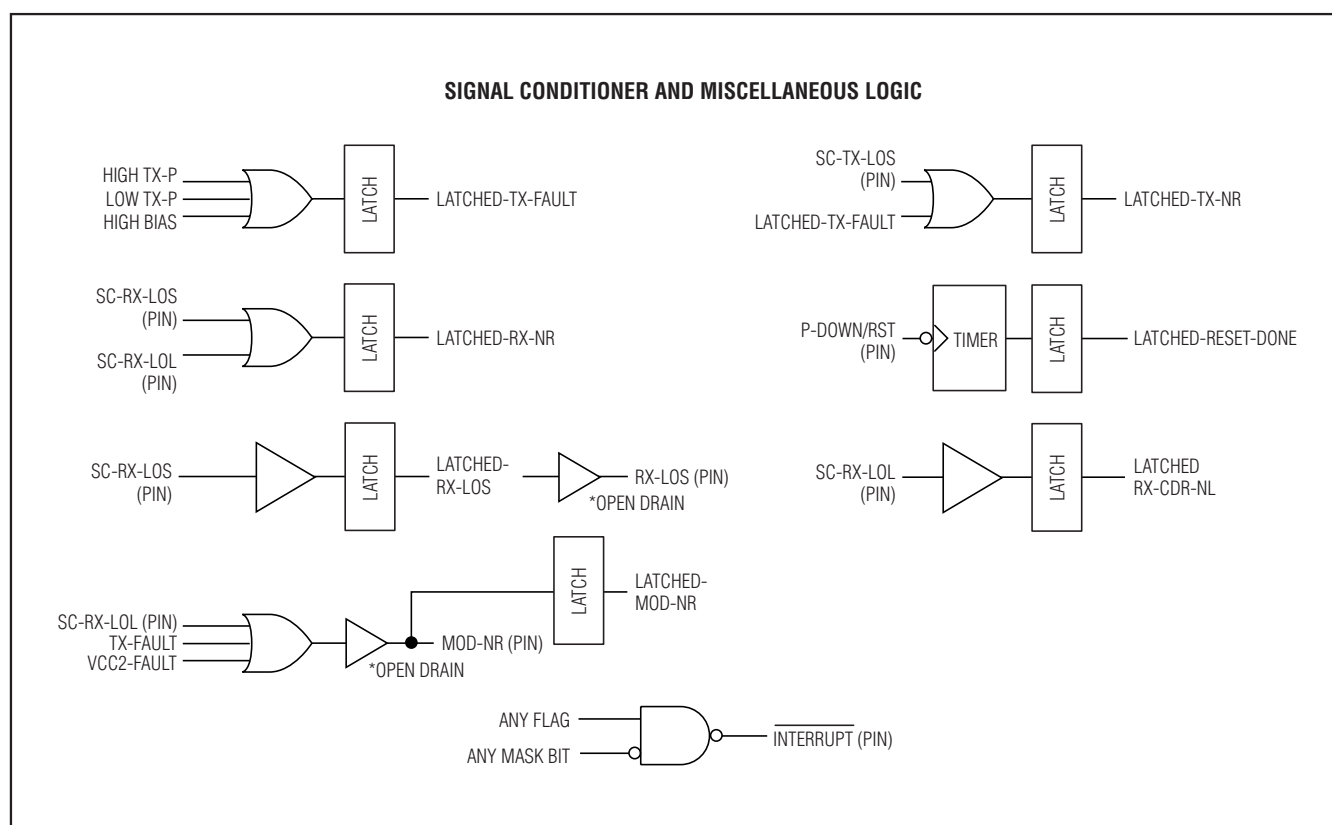 SIGNAL CONDITIONER AND MISCELLANEOUS LOGIC
HIGH TX-P
LOW TX-P
HIGH BIAS
LATCH
LATCHED-TX-FAULT
SC-TX-LOS
(PIN)
LATCHED-TX-FAULT
LATCH
LATCHED-TX-NR
SC-RX-LOS
(PIN)
SC-RX-LOL
(PIN)
LATCH
LATCHED-RX-NR
P-DOWN/RST
(PIN)
TIMER
LATCH
LATCHED-RESET-DONE
SC-RX-LOS
(PIN)
LATCH
LATCHED-
RX-LOS
RX-LOS (PIN)
*OPEN DRAIN
SC-RX-LOL
(PIN)
LATCH
LATCHED
RX-CDR-NL
SC-RX-LOL (PIN)
TX-FAULT
VCC2-FAULT
*OPEN DRAIN
MOD-NR (PIN)
LATCH
LATCHED-
MOD-NR
ANY FLAG
ANY MASK BIT
INTERRUPT (PIN)